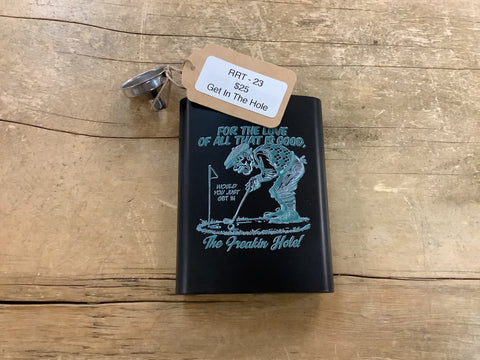 RRT - 23
$25
Get In The Hole
FOR THE LOVE
OF ALL THAT IS GOOD,
WOULD
YOU JUST
GET IN
The Freakin Hole!